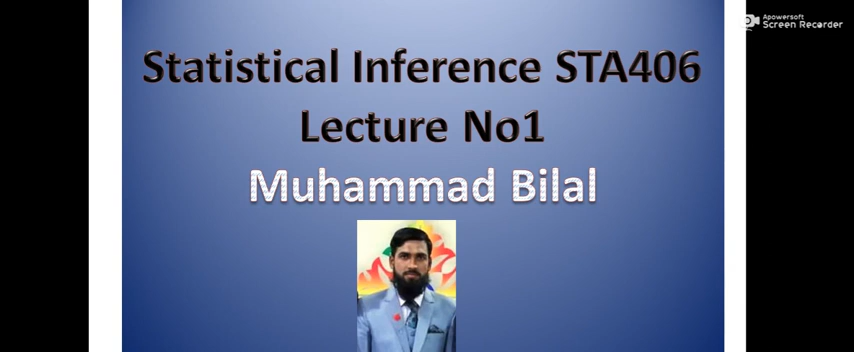 Apowersoft
Screen Recorder
Statistical Inference STA406
Lecture No1
Muhammad Bilal